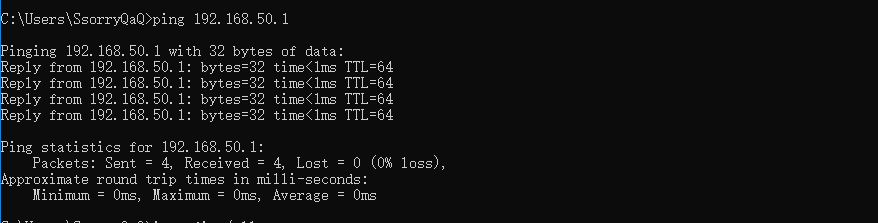 C:\Users\SsorryQaQ>ping 192.168.50.1
Pinging 192.168.50.1 with 32 bytes of data:
Reply from 192.168.50.1: bytes=32 time<1ms TTL=64
Reply from 192.168.50.1: bytes=32 time<1ms TTL=64
Reply from 192.168.50.1: bytes=32 time<1ms TTL=64
Reply from 192.168.50.1: bytes=32 time<1ms TTL=64
Ping statistics for 192.168.50.1:
Packets: Sent = 4, Received = 4, Lost = 0 (0% loss),
Approximate round trip times in milli-seconds:
Minimum = 0ms, Maximum = 0ms, Average = 0ms